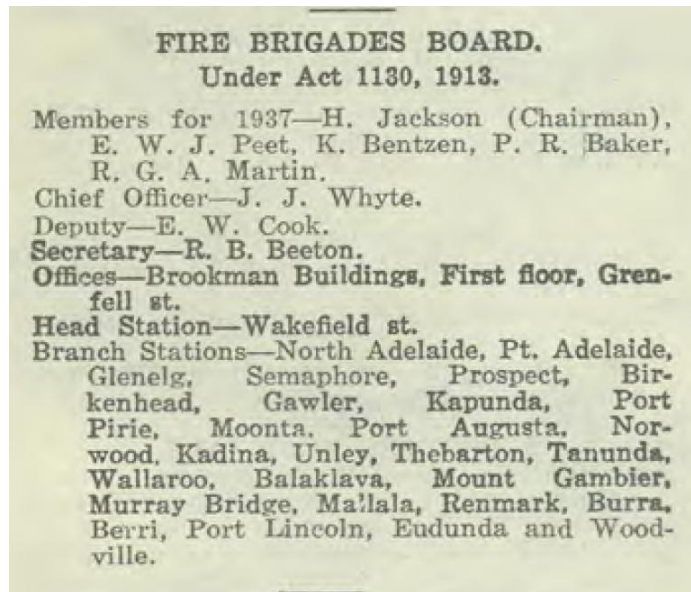 FIRE BRIGADES BOARD.
Under Act 1130, 1913.
Members for 1937—H. Jackson (Chairman),
E. W. J. Peet, K. Bentzen, P. R. Baker,
R. G. A. Martin.
Chief Officer—J. J. Whyte.
Deputy—E. W. Cook.
Secretary—R. B. Beeton.
Offices—Brookman Buildings, First floor, Gren-
fell st.
Head Station—Wakefield st.
Branch Stations—North Adelaide, Pt. Adelaide,
Glenelg, Semaphore, Prospect, Bir-
kenhead, Gawler, Kapunda, Port
Pirie, Moonta, Port Augusta, Nor-
wood, Kadina, Unley, Thebarton, Tanunda,
Wallaroo, Balaklava, Mount Gambier,
Murray Bridge, Mallala, Renmark, Burra,
Berri, Port Lincoln, Eudunda and Wood-
ville.